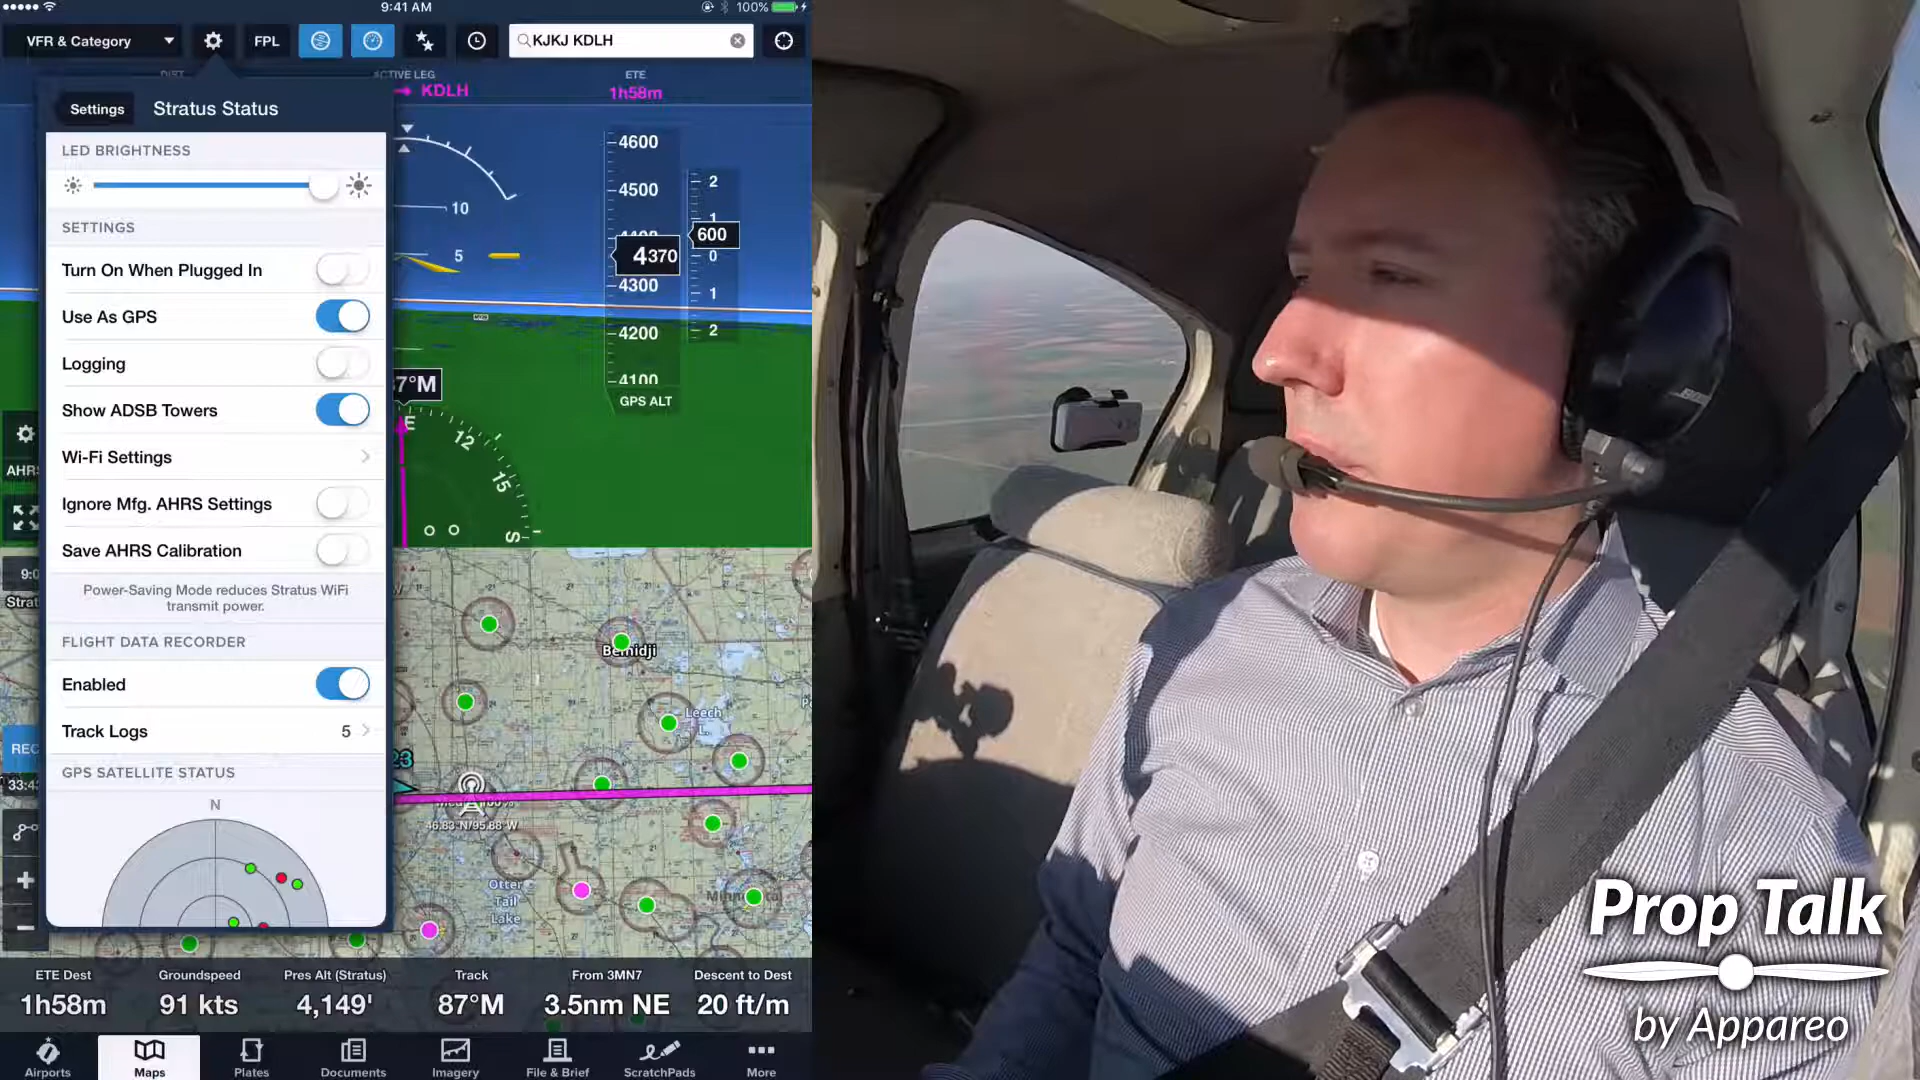 9:41 AM
100%
VFR & Category
FPL
KJKJ KDLH
ACTIVE LEG
ETE
KDLH
1h58m
Settings
Stratus Status
LED BRIGHTNESS
SETTINGS
Turn On When Plugged In
Use As GPS
Logging
Show ADSB Towers
Wi-Fi Settings
Ignore Mfg. AHRS Settings
Save AHRS Calibration
Power-Saving Mode reduces Stratus WiFi
transmit power.
FLIGHT DATA RECORDER
Enabled
Track Logs 5
GPS SATELLITE STATUS
N
10
5
4600
4500
4370
4300
4200
4100
GPS ALT
2
1
600
0
1
2
7°M
E
12
15
S
REC
Bemidji
Leech
L.
46.83°N/95.88°W
Otter
Tail
Lake
23
ETE Dest
1h58m
Groundspeed
91 kts
Pres Alt (Stratus)
4,149'
Track
87°M
From 3MN7
3.5nm NE
Descent to Dest
20 ft/m
Airports
Maps
Plates
Documents
Imagery
File & Brief
ScratchPads
More
Prop Talk
by Appareo